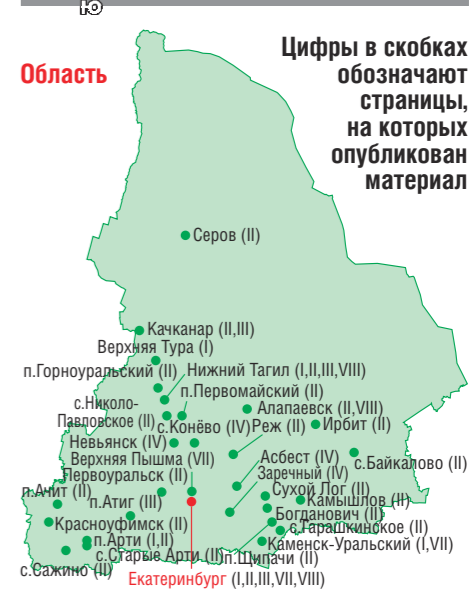 Ю
Область
Цифры в скобках
обозначают
страницы,
на которых
опубликован
материал
Серов (II)
Качканар (II,III)
Верхняя Тура (I)
п.Горноуральский (II)
Нижний Тагил (I,II,III,VIII)
п.Первомайский (II)
с.Николо-
Павловское (II)
Алапаевск (II,VIII)
с.Конёво (IV)
Реж (II)
Ирбит (II)
Невьянск (IV)
Верхняя Пышма (VII)
Асбест (IV)
с.Байкалово (II)
Заречный (IV)
Первоуральск (II)
Сухой Лог (II)
п.Ачит (II)
п.Атиг (III)
Камышлов (II)
Богданович (II)
Красноуфимск (II)
с.Тарашкинское (II)
п.Арти (I,II)
Каменск-Уральский (I,VII)
с.Старые Арти (II)
п.Щипачи (II)
с.Сажино (II)
Екатеринбург (I,II,III,VII,VIII)